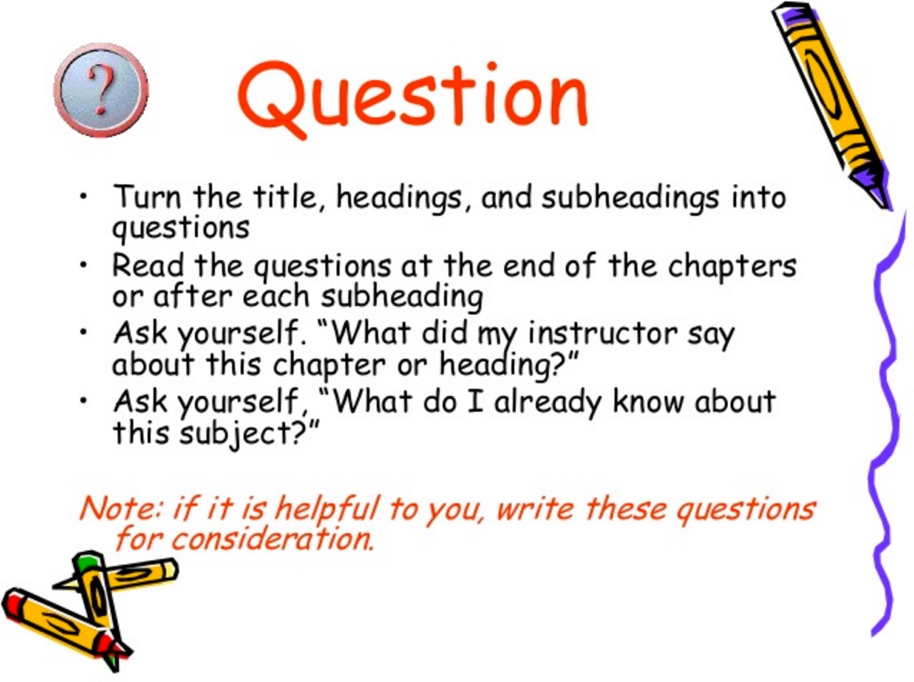 ?
Question
• Turn the title, headings, and subheadings into
questions
• Read the questions at the end of the chapters
or after each subheading
• Ask yourself. “What did my instructor say
about this chapter or heading?”
• Ask yourself, “What do I already know about
this subject?”
Note: if it is helpful to you, write these questions
for consideration.